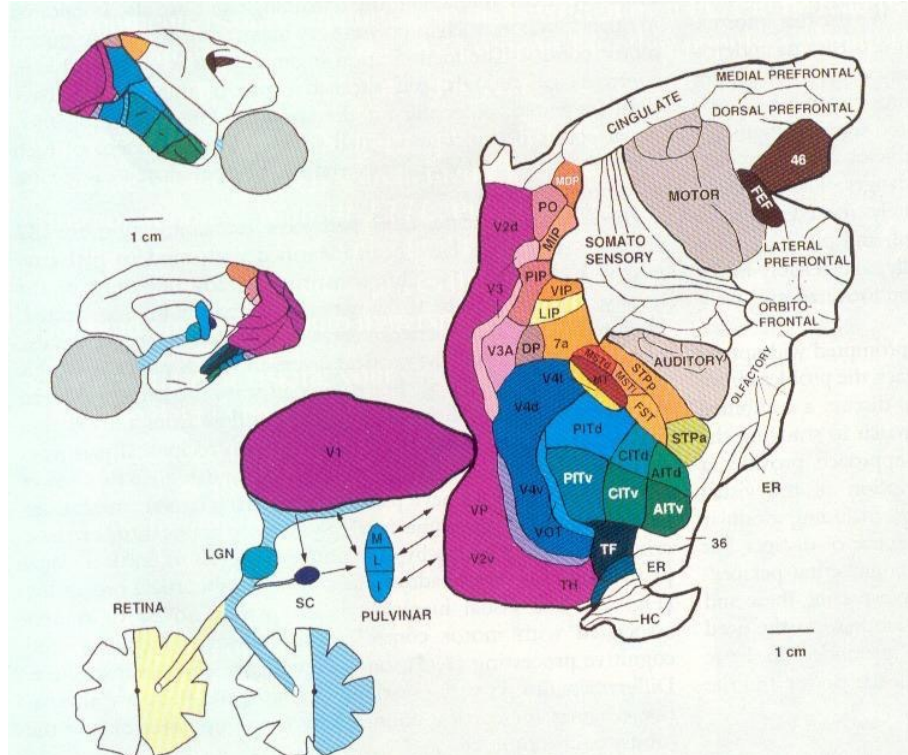 1 cm
1 cm
V1
LGN
SC
M
L
I
PULVINAR
RETINA
CINGULATE
MEDIAL PREFRONTAL
DORSAL PREFRONTAL
46
FEF
MOTOR
LATERAL
PREFRONTAL
ORBITO-
FRONTAL
SOMATO
SENSORY
MDP
PO
MIP
V2d
V3
PIP
VIP
LIP
V3A
DP
7a
AUDITORY
OLFACTORY
MSTd
MSTl
MT
STPp
FST
STPa
V4t
V4d
PITd
CITd
AITd
PITv
CITv
AITv
V4v
VP
VOT
V2v
TF
TH
36
ER
ER
HC